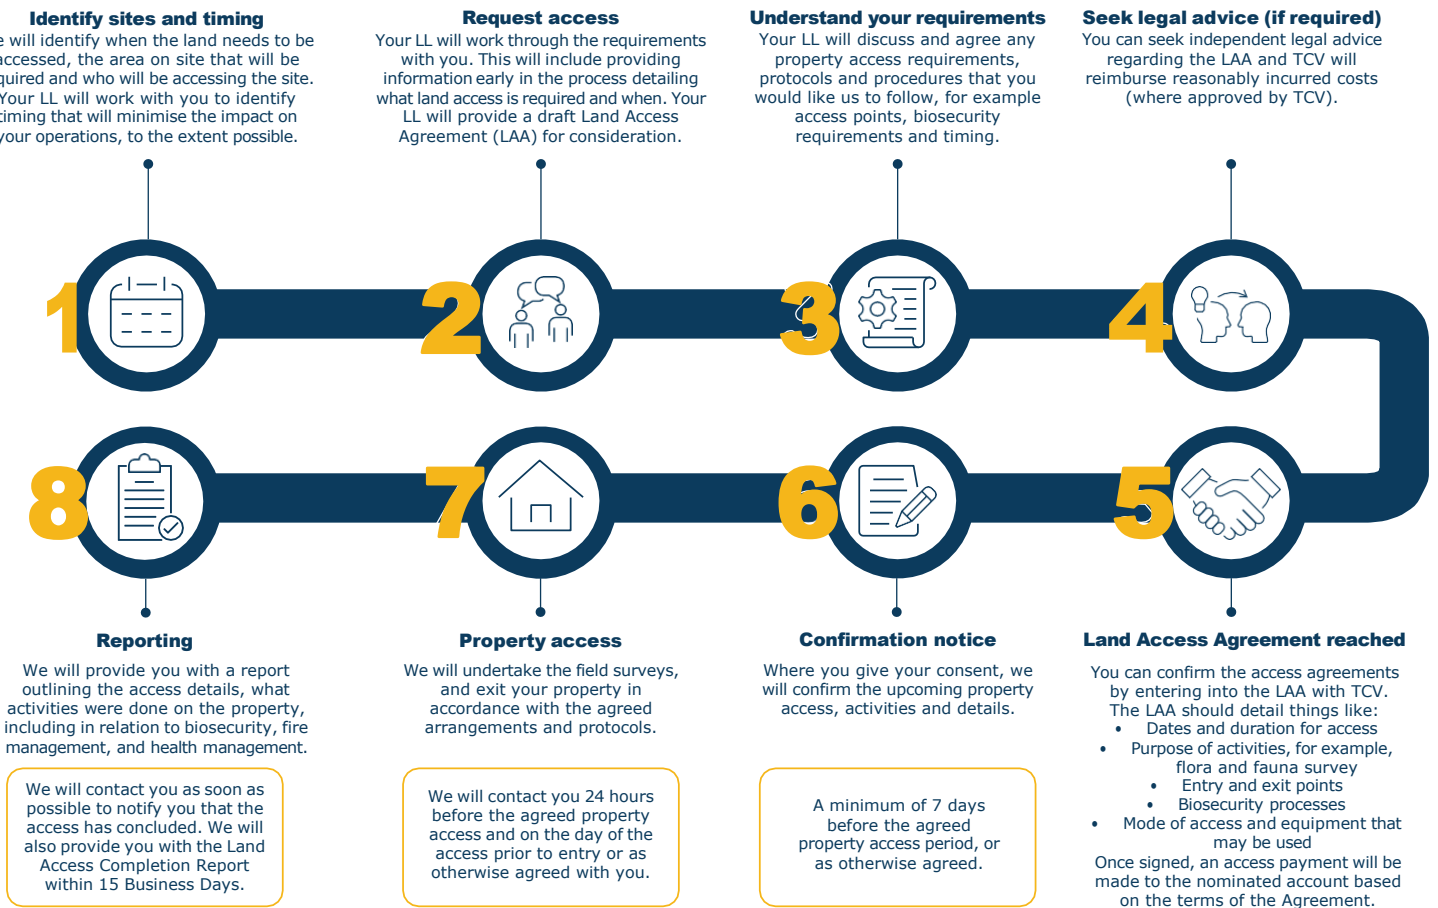 Identify sites and timing
will identify when the land needs to be
accessed, the area on site that will be
and who will be accessing the site.
Your LL will work with you to identify
timing that will minimise the impact on
your operations, to the extent possible.
Request access
Your LL will work through the requirements
with you. This will include providing
information early in the process detailing
what land access is required and when. Your
LL will provide a draft Land Access
Agreement (LAA) for consideration.
Understand your requirements
Your LL will discuss and agree any
property access requirements,
protocols and procedures that you
would like us to follow, for example
access points, biosecurity
requirements and timing.
Seek legal advice (if required)
You can seek independent legal advice
regarding the LAA and TCV will
reimburse reasonably incurred costs
(where approved by TCV).
1
2
3
4
8
7
6
5
Reporting
We will provide you with a report
outlining the access details, what
activities were done on the property,
including in relation to biosecurity, fire
management, and health management.
We will contact you as soon as
possible to notify you that the
access has concluded. We will
also provide you with the Land
Access Completion Report
within 15 Business Days.
Property access
We will undertake the field surveys,
and exit your property in
accordance with the agreed
arrangements and protocols.
We will contact you 24 hours
before the agreed property
access and on the day of the
access prior to entry or as
otherwise agreed with you.
Confirmation notice
Where you give your consent, we
will confirm the upcoming property
access, activities and details.
A minimum of 7 days
before the agreed
property access period, or
as otherwise agreed.
Land Access Agreement reached
You can confirm the access agreements
by entering into the LAA with TCV.
The LAA should detail things like:
• Dates and duration for access
• Purpose of activities, for example,
flora and fauna survey
• Entry and exit points
• Biosecurity processes
• Mode of access and equipment that
may be used
Once signed, an access payment will be
made to the nominated account based
on the terms of the Agreement.